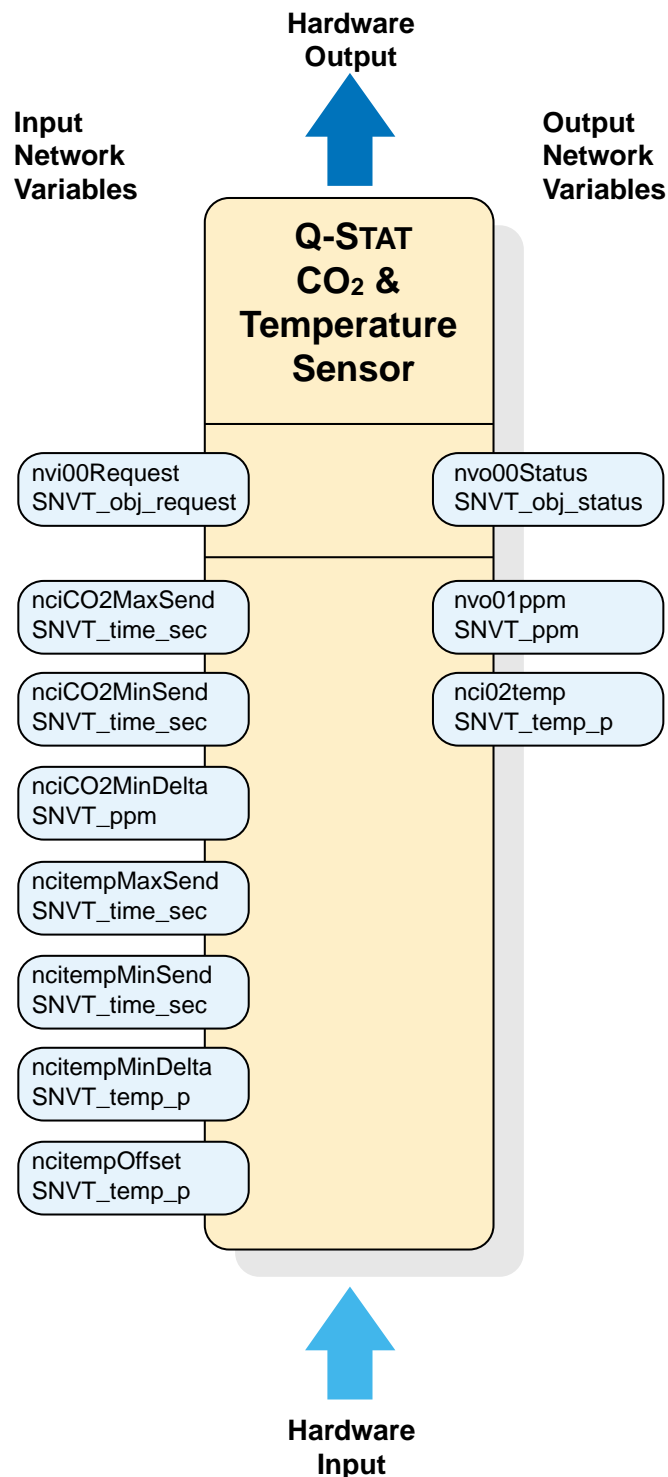 Hardware
Output
Input
Network
Variables
Output
Network
Variables
Q-STAT
CO2 &
Temperature
Sensor
nvi00Request
SNVT_obj_request
nvo00Status
SNVT_obj_status
nciCO2MaxSend
SNVT_time_sec
nvo01ppm
SNVT_ppm
nciCO2MinSend
SNVT_time_sec
nci02temp
SNVT_temp_p
nciCO2MinDelta
SNVT_ppm
ncitempMaxSend
SNVT_time_sec
ncitempMinSend
SNVT_time_sec
ncitempMinDelta
SNVT_temp_p
ncitempOffset
SNVT_temp_p
Hardware
Input